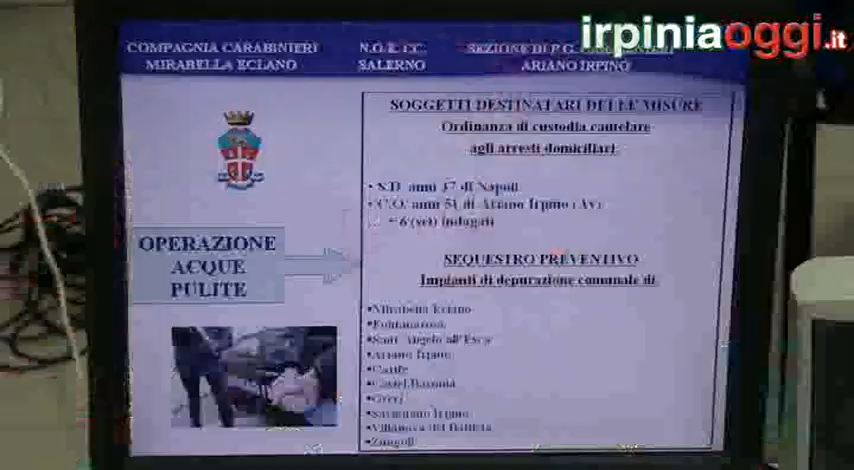 irpiniaoggi.it
COMPAGNIA CARABINIERI
MIRABELLA ECLANO
SALERNO
SEZIONE DI P.G.
ARIANO IRPINO
SOGGETTI DESTINATARI DELLE MISURE
Ordinanza di custodia cautelare
agli arresti domiciliari
• S.D. anni 37 di Napoli
• C.O. anni 51 di Ariano Irpino (Av)
6 (sei) indagati
OPERAZIONE
ACQUE
PULITE
SEQUESTRO PREVENTIVO
Impianti di depurazione comunale di
•Mirabella Eclano
•Fontanarosa
•Sant'Angelo all'Esca
•Ariano Irpino
•Carife
•Castel Baronia
•Greci
•Savignano Irpino
•Villanova del Battista
•Zungoli